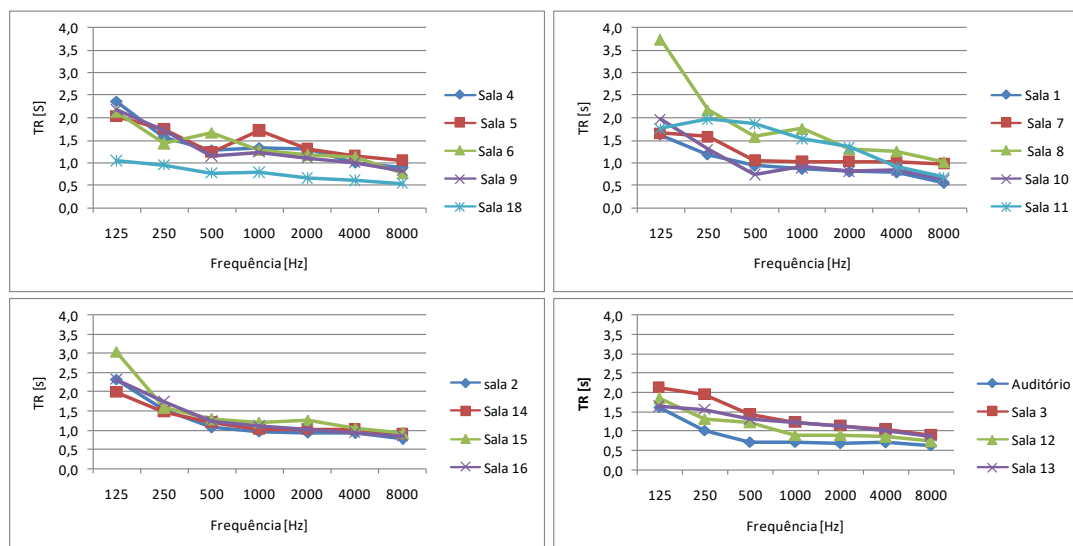 4,0
3,5
3,0
2,5
2,0
1,5
1,0
0,5
0,0
TR [S]
125 250 500 1000 2000 4000 8000
Frequência [Hz]
Sala 4
Sala 5
Sala 6
Sala 9
Sala 18
4,0
3,5
3,0
2,5
2,0
1,5
1,0
0,5
0,0
TR [s]
125 250 500 1000 2000 4000 8000
Frequência [Hz]
Sala 1
Sala 7
Sala 8
Sala 10
Sala 11
4,0
3,5
3,0
2,5
2,0
1,5
1,0
0,5
0,0
TR [s]
125 250 500 1000 2000 4000 8000
Frequência [Hz]
sala 2
Sala 14
Sala 15
Sala 16
4,0
3,5
3,0
2,5
2,0
1,5
1,0
0,5
0,0
TR [s]
125 250 500 1000 2000 4000 8000
Frequência [Hz]
Auditório
Sala 3
Sala 12
Sala 13